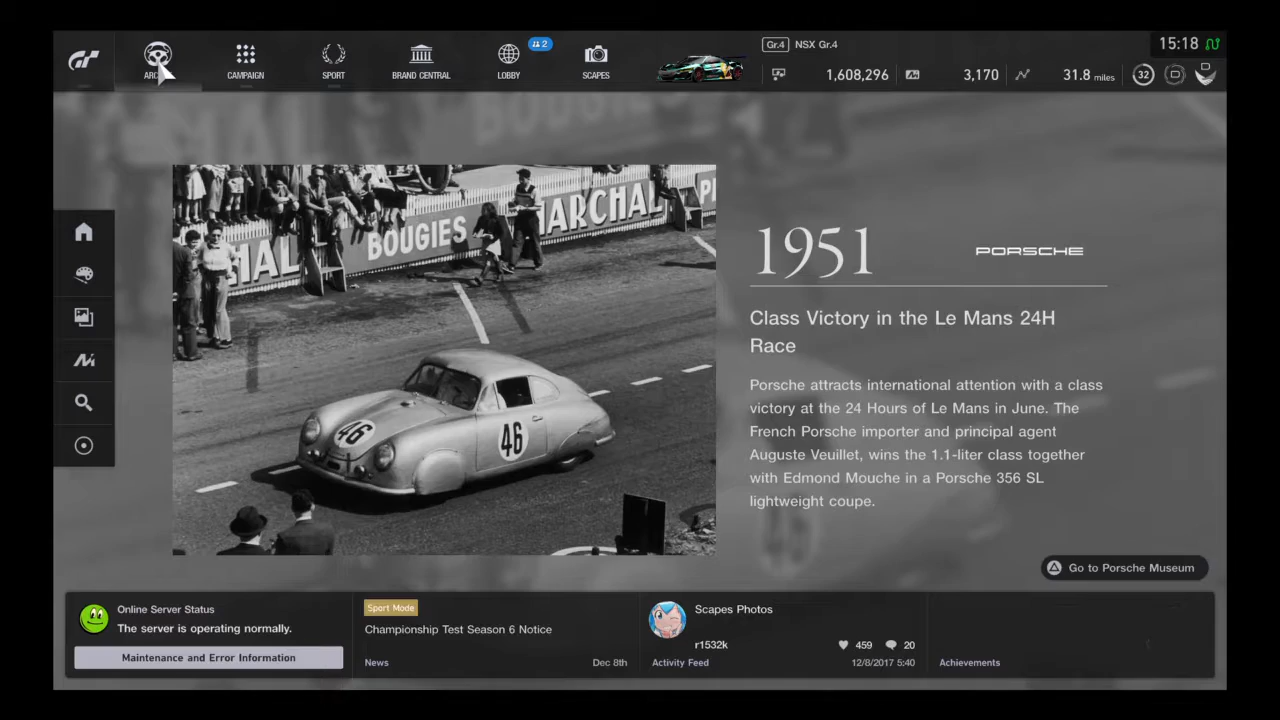 Gr.4 NSX Gr.4
15:18
CAMPAIGN SPORT BRAND CENTRAL LOBBY 2 SCAPES
1,608,296 3,170 31.8 miles 32
BOUGIES
MARCHAL
1951 PORSCHE
Class Victory in the Le Mans 24H
Race
Porsche attracts international attention with a class
victory at the 24 Hours of Le Mans in June. The
French Porsche importer and principal agent
Auguste Veuillet, wins the 1.1-liter class together
with Edmond Mouche in a Porsche 356 SL
lightweight coupe.
46
46
Go to Porsche Museum
Online Server Status
The server is operating normally.
Maintenance and Error Information
Sport Mode
Championship Test Season 6 Notice
News Dec 8th
Scapes Photos
r1532k 459 20
Activity Feed 12/8/2017 5:40
Achievements